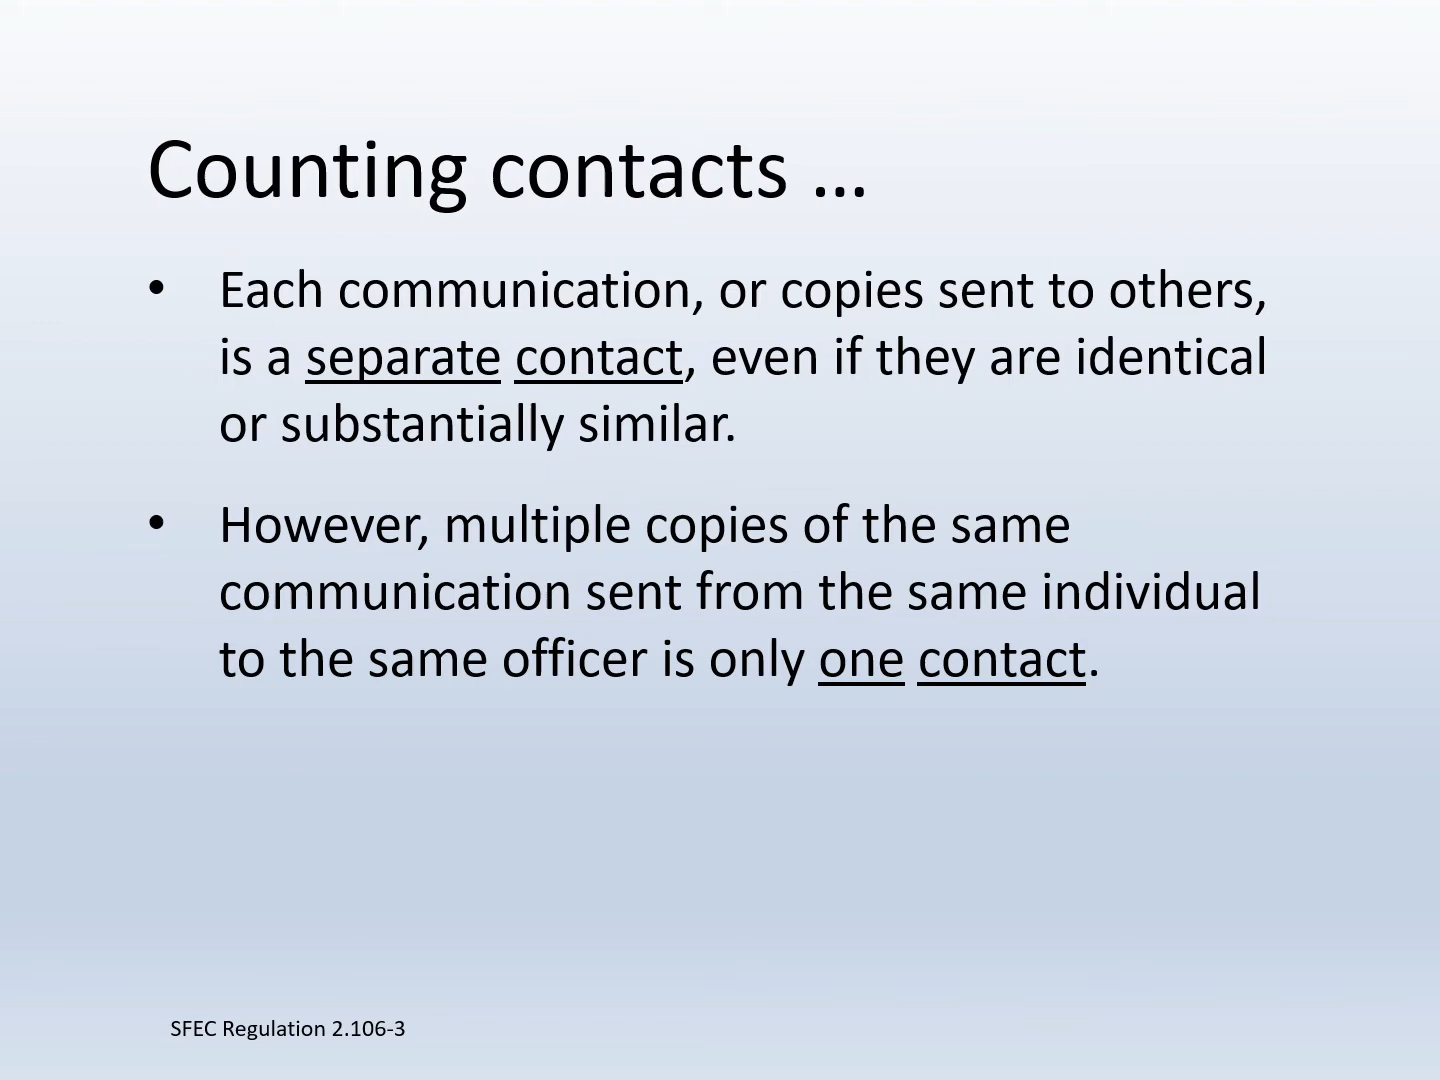 Counting contacts …
• Each communication, or copies sent to others,
is a separate contact, even if they are identical
or substantially similar.
• However, multiple copies of the same
communication sent from the same individual
to the same officer is only one contact.
SFEC Regulation 2.106-3